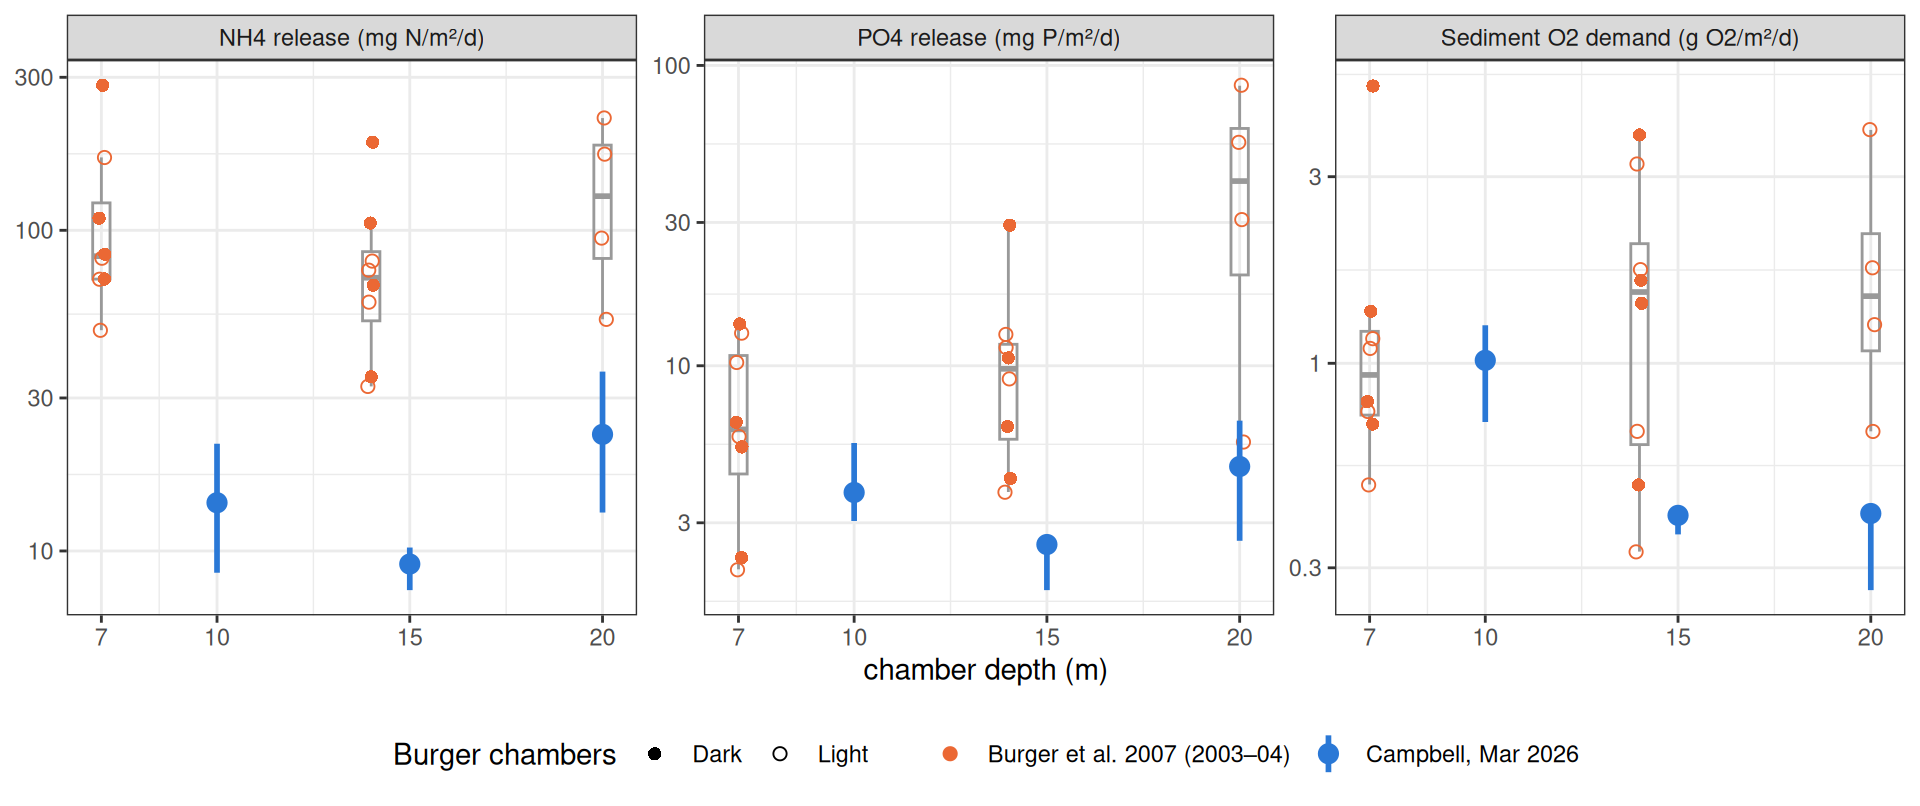 NH4 release (mg N/m²/d)
PO4 release (mg P/m²/d)
Sediment O2 demand (g O2/m²/d)
300
100
30
10
100
30
10
3
3
1
0.3
7 10 15 20
7 10 15 20
7 10 15 20
chamber depth (m)
Burger chambers Dark Light Burger et al. 2007 (2003–04) Campbell, Mar 2026